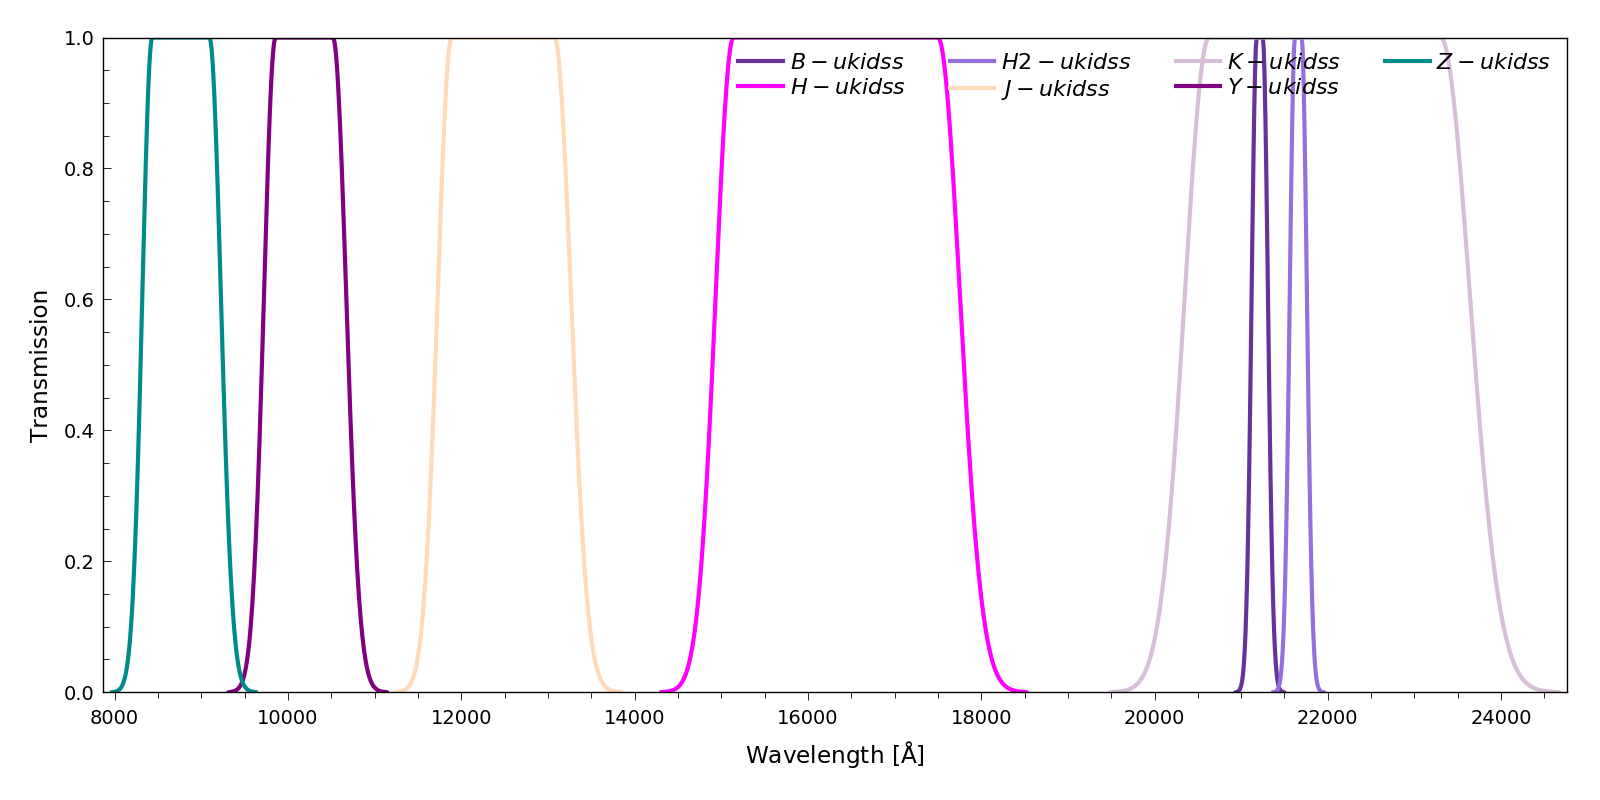 1.0
0.8
0.6
0.4
0.2
0.0
Transmission
B − ukidss H2 − ukidss K − ukidss Z − ukidss
H − ukidss J − ukidss Y − ukidss
8000 10000 12000 14000 16000 18000 20000 22000 24000
Wavelength [Å]